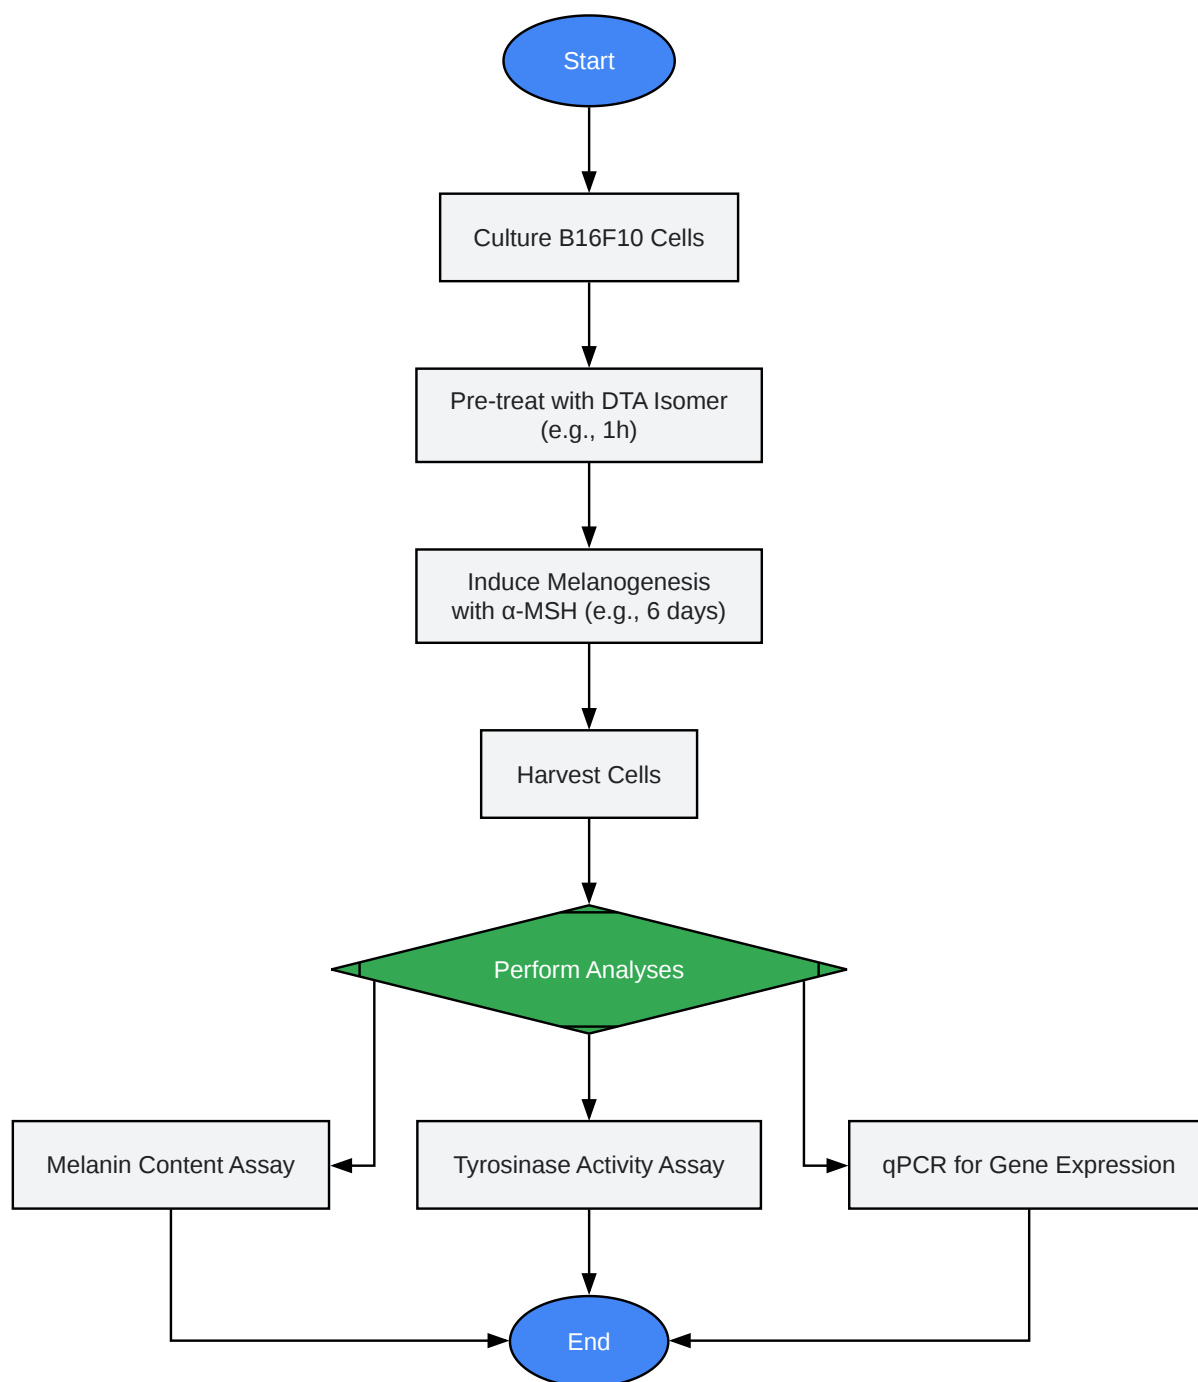 Start
Culture B16F10 Cells
Pre-treat with DTA Isomer
(e.g., 1h)
Induce Melanogenesis
with α-MSH (e.g., 6 days)
Harvest Cells
Perform Analyses
Melanin Content Assay
Tyrosinase Activity Assay
qPCR for Gene Expression
End